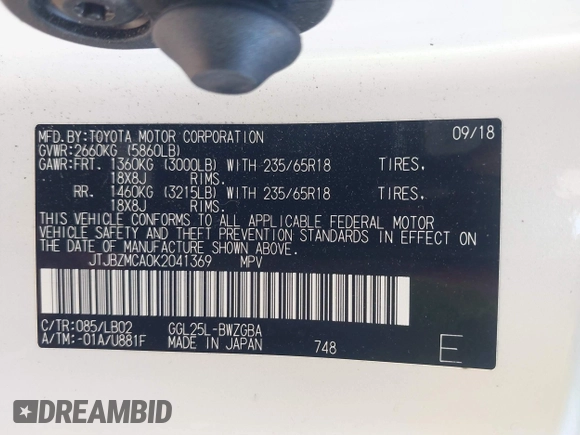 MFD.BY:TOYOTA MOTOR CORPORATION 09/18
GVWR:2660KG (5860LB)
GAWR:FRT. 1360KG (3000LB) WITH 235/65R18 TIRES.
18X8J RIMS.
RR. 1460KG (3215LB) WITH 235/65R18 TIRES.
18X8J RIMS.
THIS VEHICLE CONFORMS TO ALL APPLICABLE FEDERAL MOTOR
VEHICLE SAFETY AND THEFT PREVENTION STANDARDS IN EFFECT ON
THE DATE OF MANUFACTURE SHOWN ABOVE.
JTJBZMCA0K2041369 MPV
C/TR:085/LB02 GGL25L-BWZGBA
A/TM:-01A/U881F MADE IN JAPAN 748 E
DREAMBID